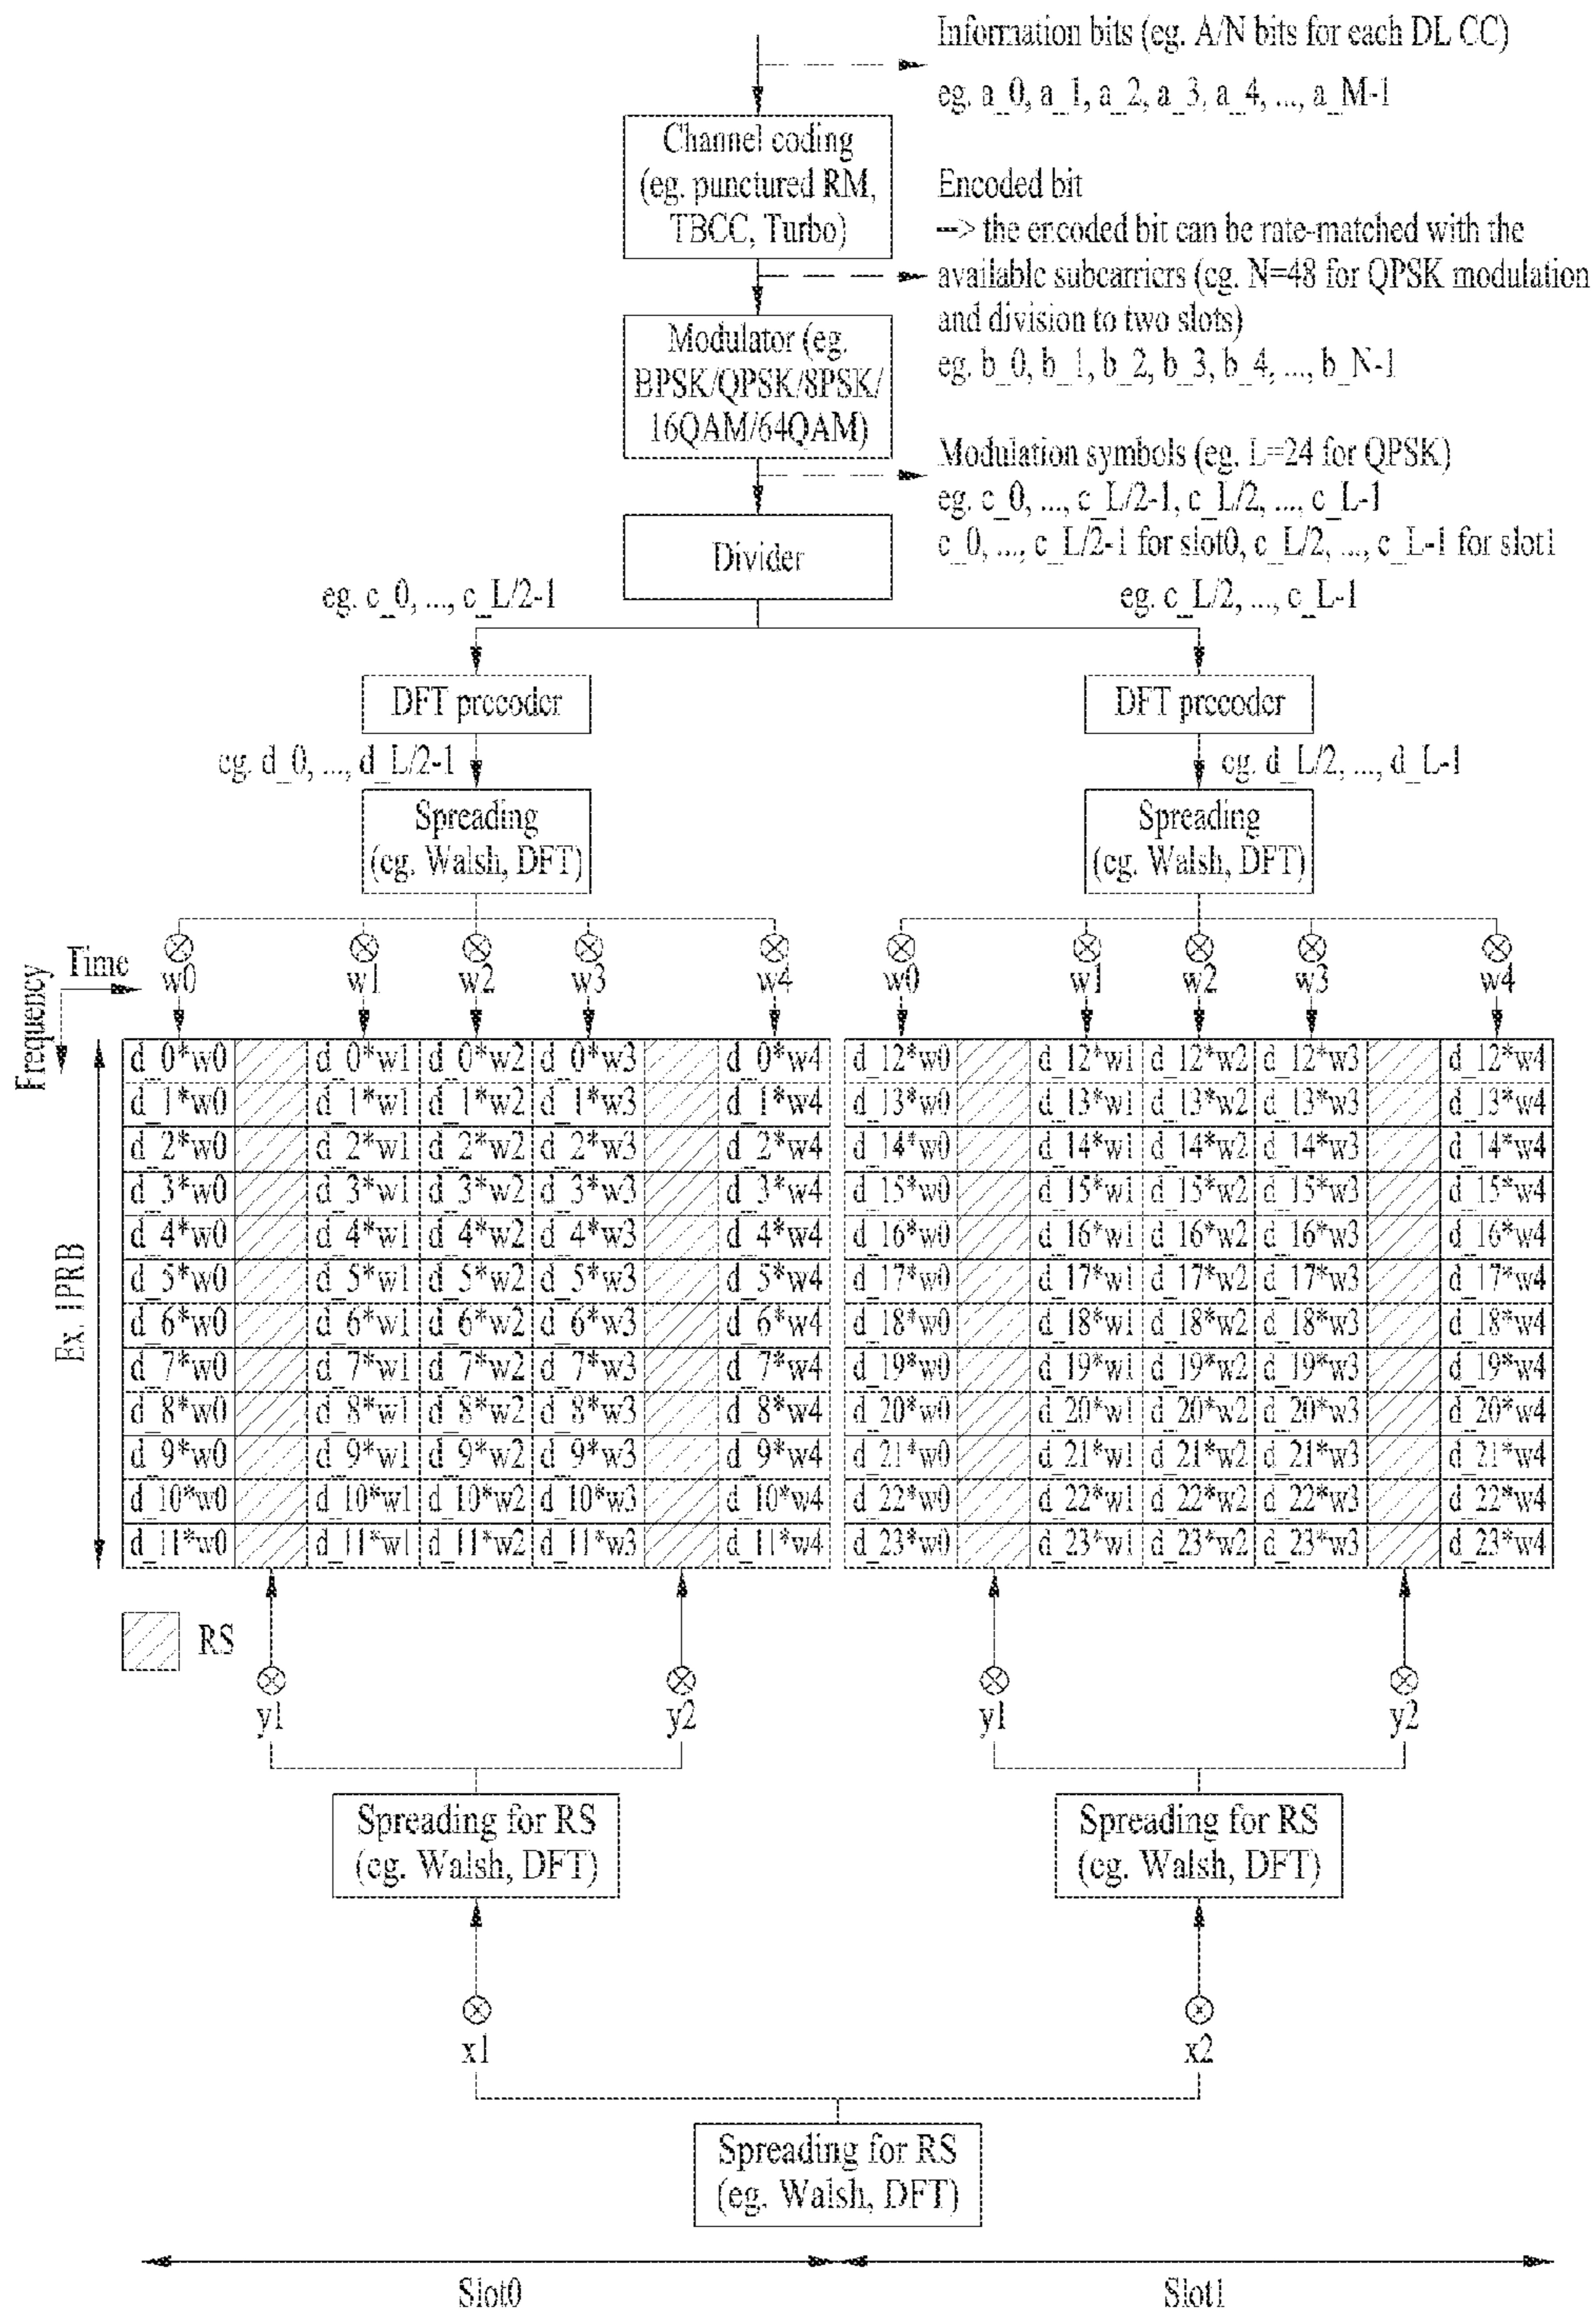 Information bits (eg. A/N bits for each DL CC)
eg. a_0, a_1, a_2, a_3, a_4, ..., a_M-1
Channel coding
(eg. punctured RM,
TBCC, Turbo)
Encoded bit
--> the encoded bit can be rate-matched with the
available subcarriers (eg. N=48 for QPSK modulation
and division to two slots)
eg. b_0, b_1, b_2, b_3, b_4, ..., b_N-1
Modulator (eg.
BPSK/QPSK/8PSK/
16QAM/64QAM)
Modulation symbols (eg. L=24 for QPSK)
eg. c_0, ..., c_L/2-1, c_L/2, ..., c_L-1
c_0, ..., c_L/2-1 for slot0, c_L/2, ..., c_L-1 for slot1
Divider
eg. c_0, ..., c_L/2-1
eg. c_L/2, ..., c_L-1
DFT precoder
DFT precoder
eg. d_0, ..., d_L/2-1
eg. d_L/2, ..., d_L-1
Spreading
(eg. Walsh, DFT)
Spreading
(eg. Walsh, DFT)
Time
Frequency
w0 w1 w2 w3 w4 w0 w1 w2 w3 w4
d_0*w0 d_0*w1 d_0*w2 d_0*w3 d_0*w4 d_12*w0 d_12*w1 d_12*w2 d_12*w3 d_12*w4
d_1*w0 d_1*w1 d_1*w2 d_1*w3 d_1*w4 d_13*w0 d_13*w1 d_13*w2 d_13*w3 d_13*w4
d_2*w0 d_2*w1 d_2*w2 d_2*w3 d_2*w4 d_14*w0 d_14*w1 d_14*w2 d_14*w3 d_14*w4
d_3*w0 d_3*w1 d_3*w2 d_3*w3 d_3*w4 d_15*w0 d_15*w1 d_15*w2 d_15*w3 d_15*w4
d_4*w0 d_4*w1 d_4*w2 d_4*w3 d_4*w4 d_16*w0 d_16*w1 d_16*w2 d_16*w3 d_16*w4
d_5*w0 d_5*w1 d_5*w2 d_5*w3 d_5*w4 d_17*w0 d_17*w1 d_17*w2 d_17*w3 d_17*w4
d_6*w0 d_6*w1 d_6*w2 d_6*w3 d_6*w4 d_18*w0 d_18*w1 d_18*w2 d_18*w3 d_18*w4
d_7*w0 d_7*w1 d_7*w2 d_7*w3 d_7*w4 d_19*w0 d_19*w1 d_19*w2 d_19*w3 d_19*w4
d_8*w0 d_8*w1 d_8*w2 d_8*w3 d_8*w4 d_20*w0 d_20*w1 d_20*w2 d_20*w3 d_20*w4
d_9*w0 d_9*w1 d_9*w2 d_9*w3 d_9*w4 d_21*w0 d_21*w1 d_21*w2 d_21*w3 d_21*w4
d_10*w0 d_10*w1 d_10*w2 d_10*w3 d_10*w4 d_22*w0 d_22*w1 d_22*w2 d_22*w3 d_22*w4
d_11*w0 d_11*w1 d_11*w2 d_11*w3 d_11*w4 d_23*w0 d_23*w1 d_23*w2 d_23*w3 d_23*w4
Ex. 1PRB
RS
y1 y2 y1 y2
Spreading for RS
(eg. Walsh, DFT)
Spreading for RS
(eg. Walsh, DFT)
x1 x2
Spreading for RS
(eg. Walsh, DFT)
Slot0 Slot1